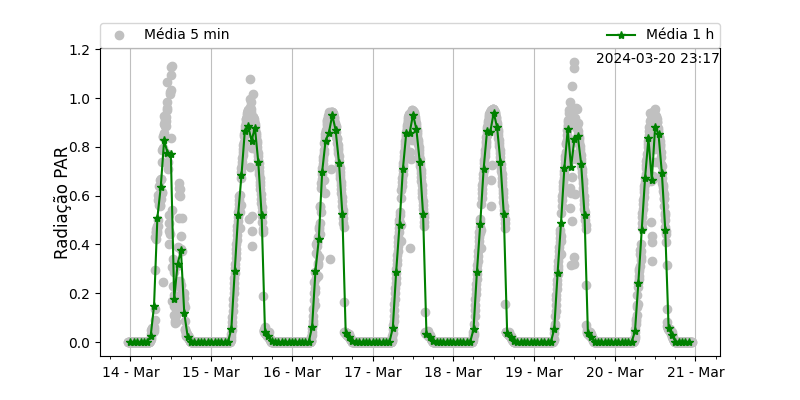 Média 5 min
Média 1 h
2024-03-20 23:17
Radiação PAR
1.2
1.0
0.8
0.6
0.4
0.2
0.0
14 - Mar 15 - Mar 16 - Mar 17 - Mar 18 - Mar 19 - Mar 20 - Mar 21 - Mar